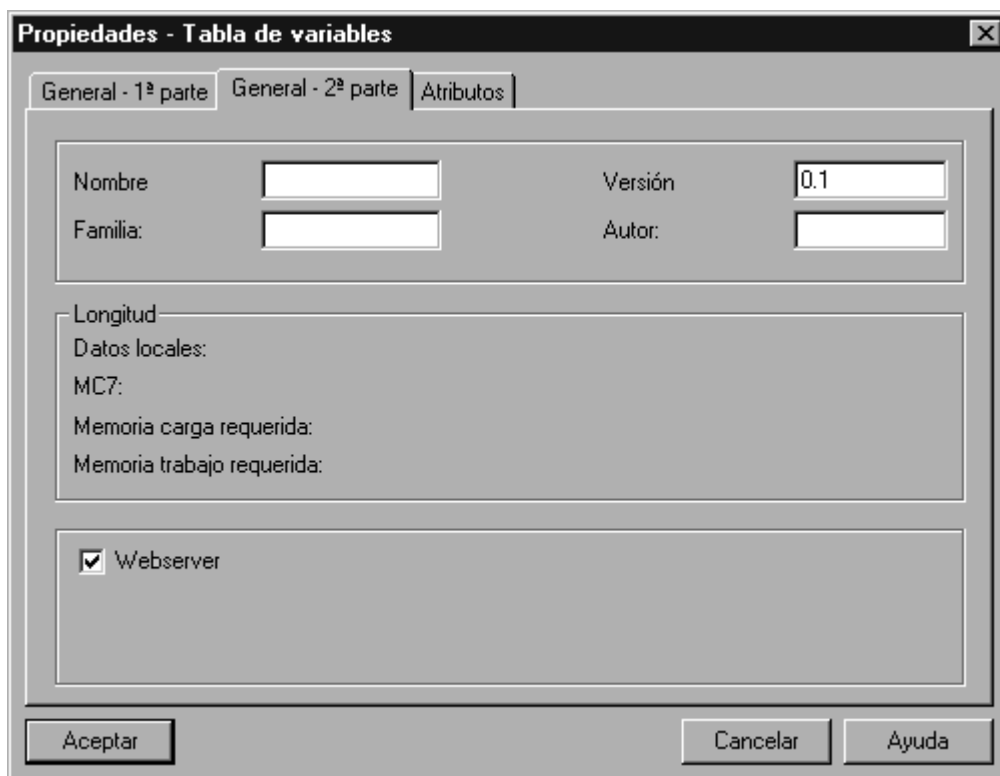 Propiedades - Tabla de variables
General - 1ª parte General - 2ª parte Atributos
Nombre Versión 0.1
Familia: Autor:
Longitud
Datos locales:
MC7:
Memoria carga requerida:
Memoria trabajo requerida:
Webserver
Aceptar Cancelar Ayuda